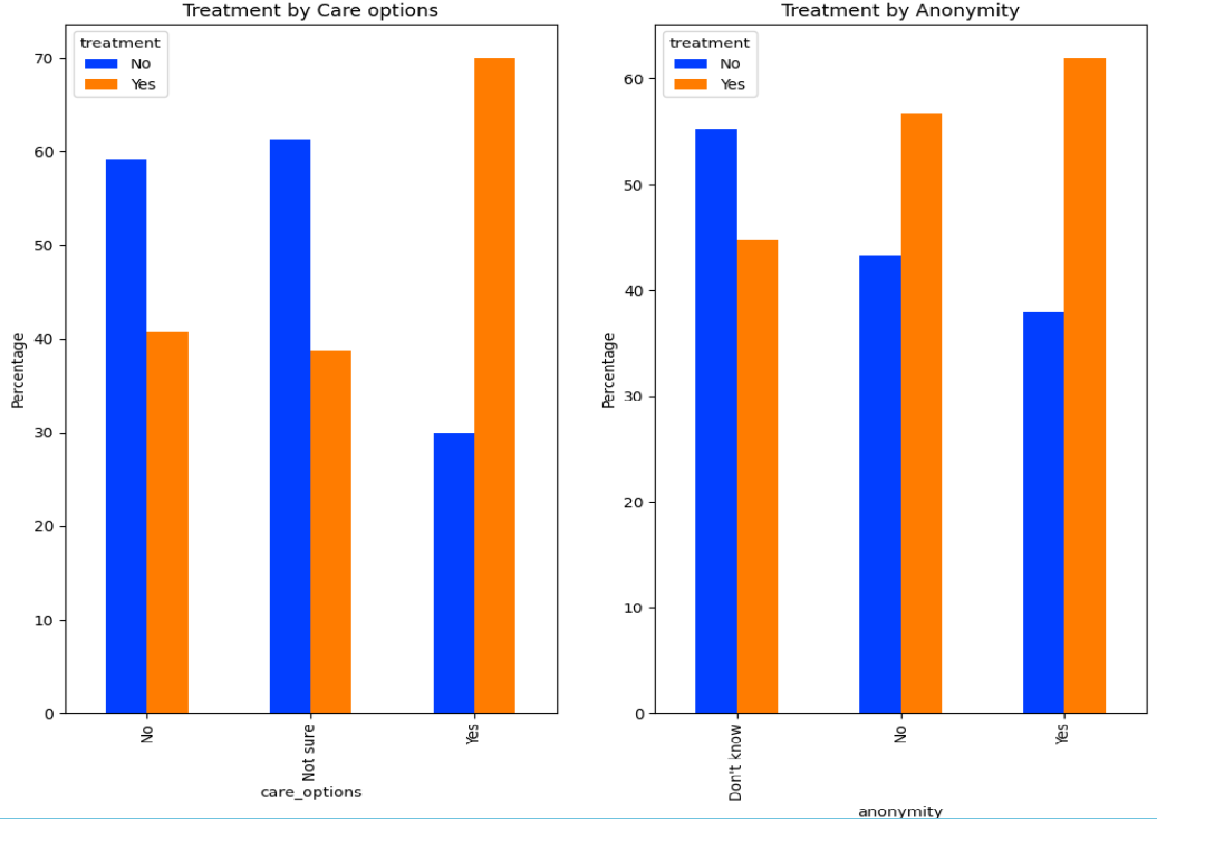 Treatment by Care options
treatment
No
Yes
70
60
50
40
30
20
10
0
Percentage
No
Not sure
Yes
care_options
Treatment by Anonymity
treatment
No
Yes
60
50
40
30
20
10
0
Percentage
Don't know
No
Yes
anonymity